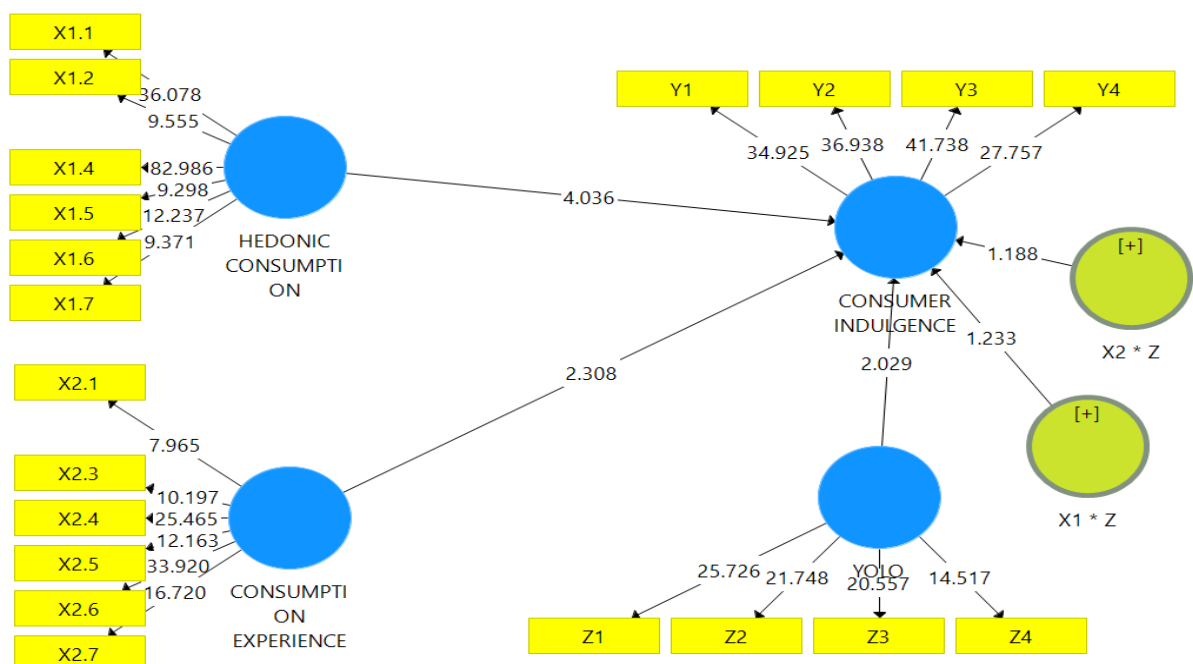 X1.1
X1.2
X1.4
X1.5
X1.6
X1.7
36.078
9.555
82.986
9.298
12.237
9.371
HEDONIC
CONSUMPTI
ON
Y1
Y2
Y3
Y4
34.925
36.938
41.738
27.757
4.036
CONSUMER
INDULGENCE
1.188
[+]
X2 * Z
1.233
[+]
X1 * Z
2.308
2.029
X2.1
X2.3
X2.4
X2.5
X2.6
X2.7
7.965
10.197
25.465
12.163
33.920
16.720
CONSUMPTI
ON
EXPERIENCE
YOLO
25.726
21.748
20.557
14.517
Z1
Z2
Z3
Z4